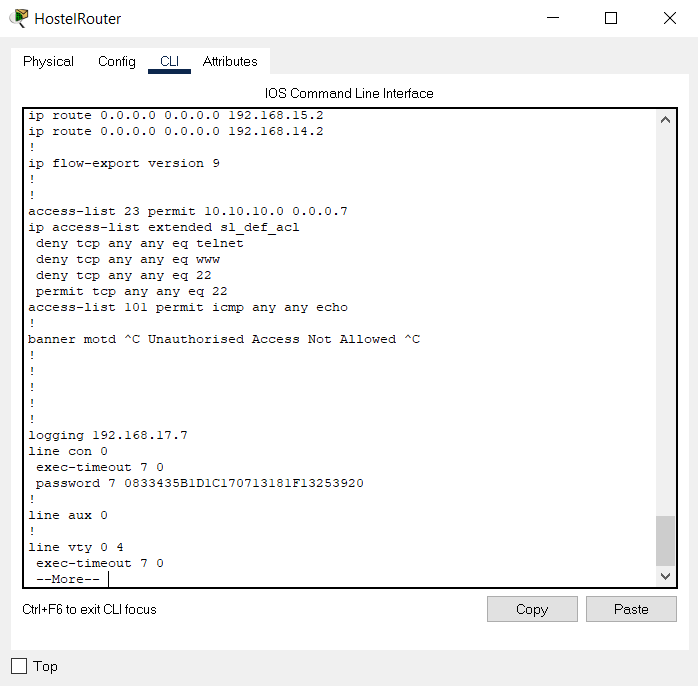 HostelRouter
Physical Config CLI Attributes
IOS Command Line Interface
ip route 0.0.0.0 0.0.0.0 192.168.15.2
ip route 0.0.0.0 0.0.0.0 192.168.14.2
!
ip flow-export version 9
!
!
access-list 23 permit 10.10.10.0 0.0.0.7
ip access-list extended sl_def_acl
 deny tcp any any eq telnet
 deny tcp any any eq www
 deny tcp any any eq 22
 permit tcp any any eq 22
access-list 101 permit icmp any any echo
!
banner motd ^C Unauthorised Access Not Allowed ^C
!
!
!
!
!
logging 192.168.17.7
line con 0
 exec-timeout 7 0
 password 7 0833435B1D1C170713181F13253920
!
line aux 0
!
line vty 0 4
 exec-timeout 7 0
 --More--
Ctrl+F6 to exit CLI focus
Copy Paste
Top